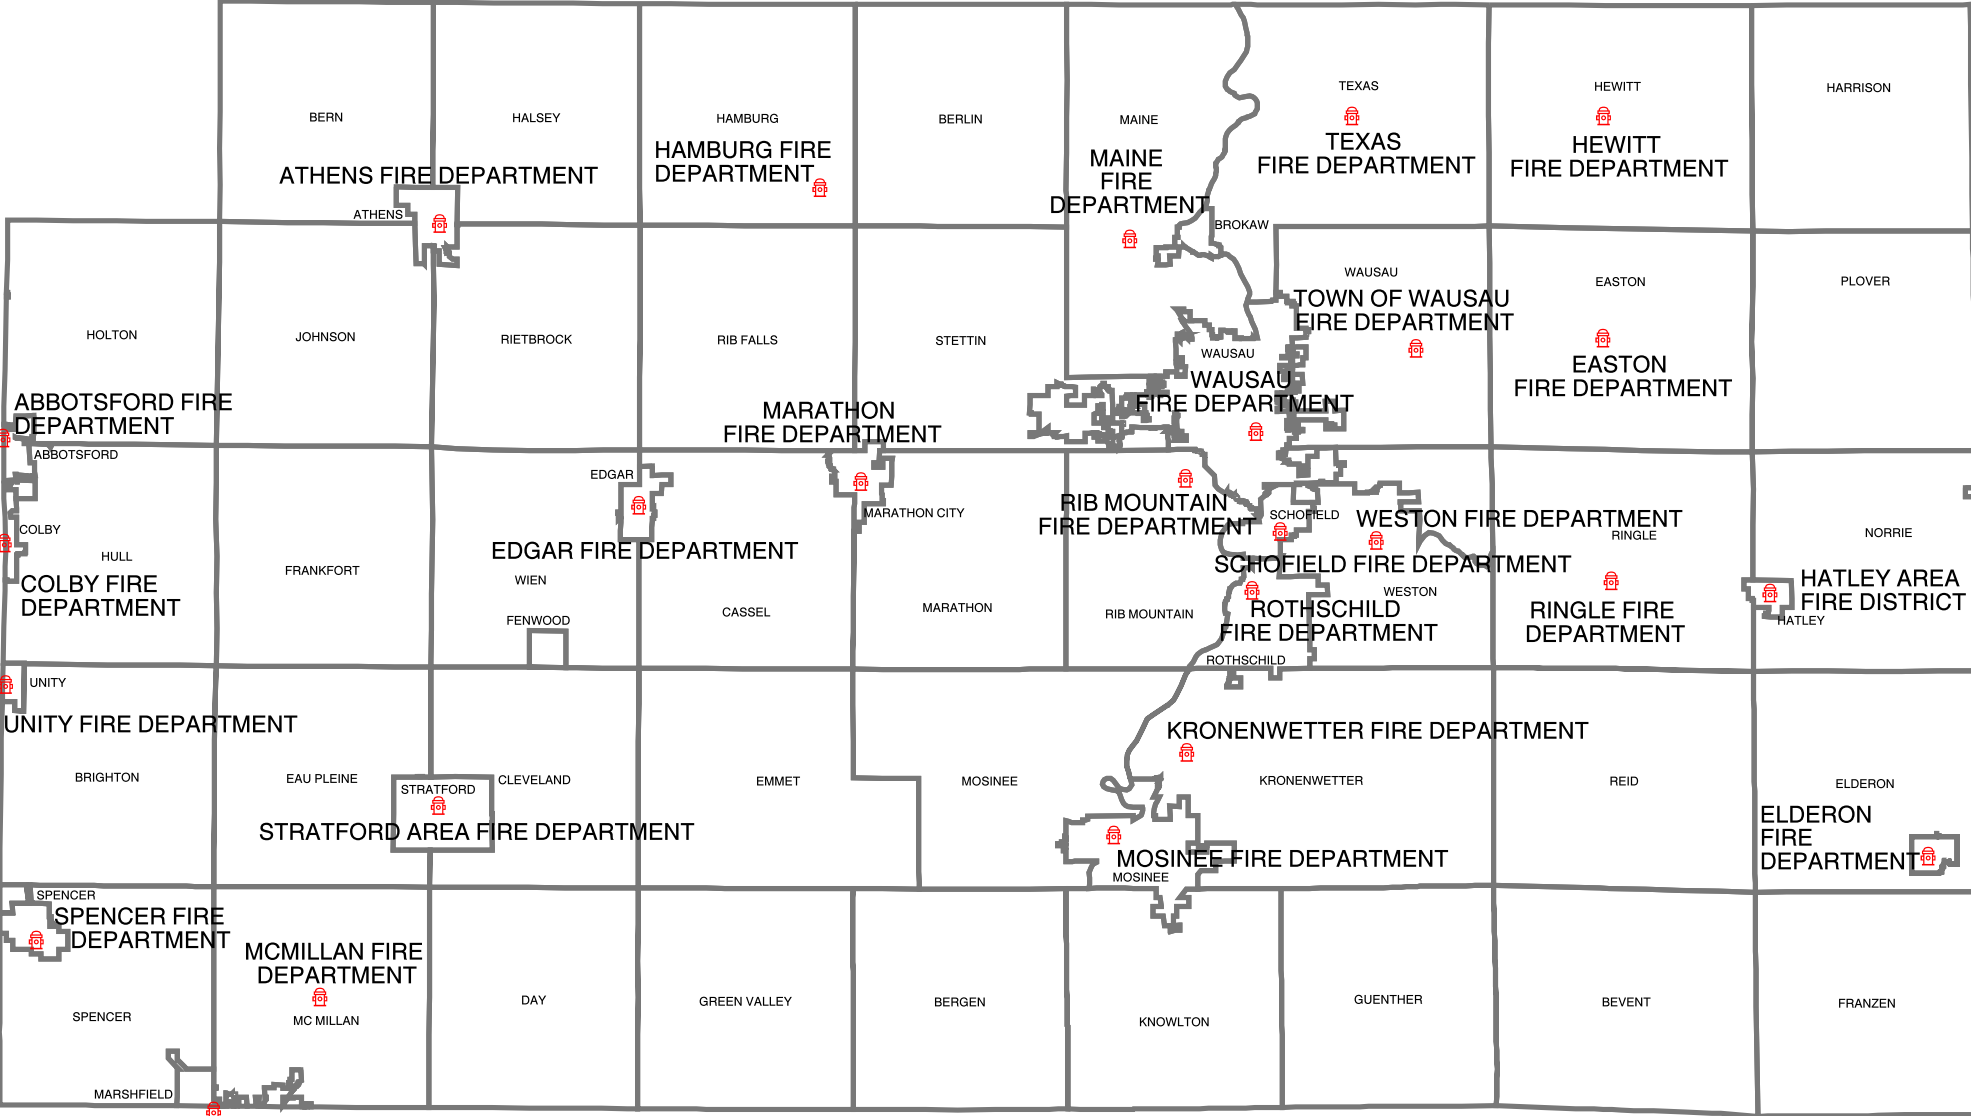 TEXAS
HEWITT
HARRISON
BERN
HALSEY
HAMBURG
BERLIN
MAINE
TEXAS
FIRE DEPARTMENT
HEWITT
FIRE DEPARTMENT
HAMBURG FIRE
DEPARTMENT
MAINE
FIRE
DEPARTMENT
ATHENS FIRE DEPARTMENT
ATHENS
BROKAW
WAUSAU
EASTON
PLOVER
TOWN OF WAUSAU
FIRE DEPARTMENT
HOLTON
JOHNSON
RIETBROCK
RIB FALLS
STETTIN
WAUSAU
WAUSAU
FIRE DEPARTMENT
EASTON
FIRE DEPARTMENT
ABBOTSFORD FIRE
DEPARTMENT
ABBOTSFORD
MARATHON
FIRE DEPARTMENT
EDGAR
MARATHON CITY
RIB MOUNTAIN
FIRE DEPARTMENT
SCHOFIELD
WESTON FIRE DEPARTMENT
RINGLE
NORRIE
COLBY
HULL
COLBY FIRE
DEPARTMENT
FRANKFORT
EDGAR FIRE DEPARTMENT
WIEN
FENWOOD
CASSEL
MARATHON
RIB MOUNTAIN
SCHOFIELD FIRE DEPARTMENT
WESTON
ROTHSCHILD
FIRE DEPARTMENT
ROTHSCHILD
RINGLE FIRE
DEPARTMENT
HATLEY AREA
FIRE DISTRICT
HATLEY
UNITY
UNITY FIRE DEPARTMENT
KRONENWETTER FIRE DEPARTMENT
BRIGHTON
EAU PLEINE
CLEVELAND
STRATFORD
STRATFORD AREA FIRE DEPARTMENT
EMMET
MOSINEE
KRONENWETTER
REID
ELDERON
ELDERON
FIRE
DEPARTMENT
MOSINEE FIRE DEPARTMENT
MOSINEE
SPENCER
SPENCER FIRE
DEPARTMENT
MCMILLAN FIRE
DEPARTMENT
SPENCER
MC MILLAN
DAY
GREEN VALLEY
BERGEN
KNOWLTON
GUENTHER
BEVENT
FRANZEN
MARSHFIELD